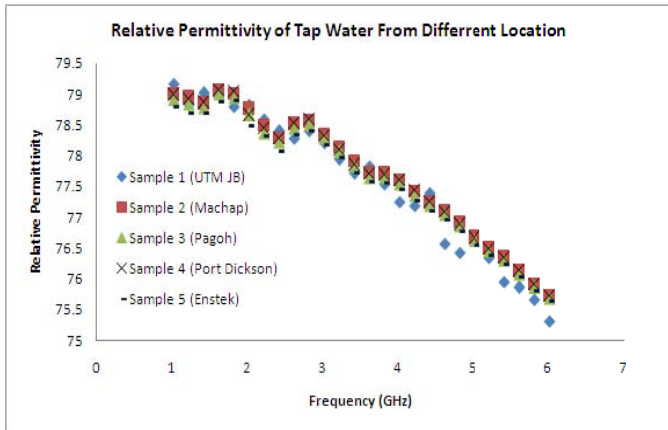 Relative Permittivity of Tap Water From Differrent Location
79.5
79
78.5
78
77.5
77
76.5
76
75.5
75
Relative Permittivity
Sample 1 (UTM JB)
Sample 2 (Machap)
Sample 3 (Pagoh)
Sample 4 (Port Dickson)
Sample 5 (Enstek)
0 1 2 3 4 5 6 7
Frequency (GHz)